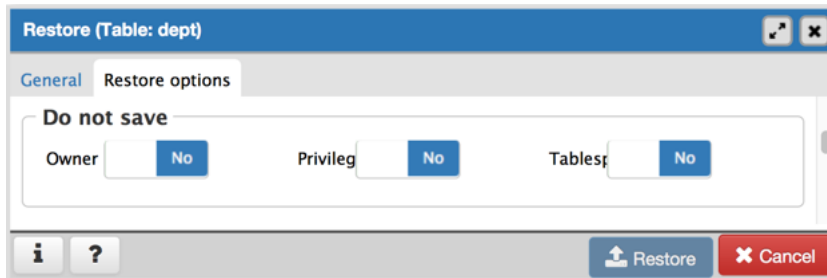 Restore (Table: dept)
General Restore options
Do not save
Owner No Privileg No Tablesp No
i ? Restore Cancel